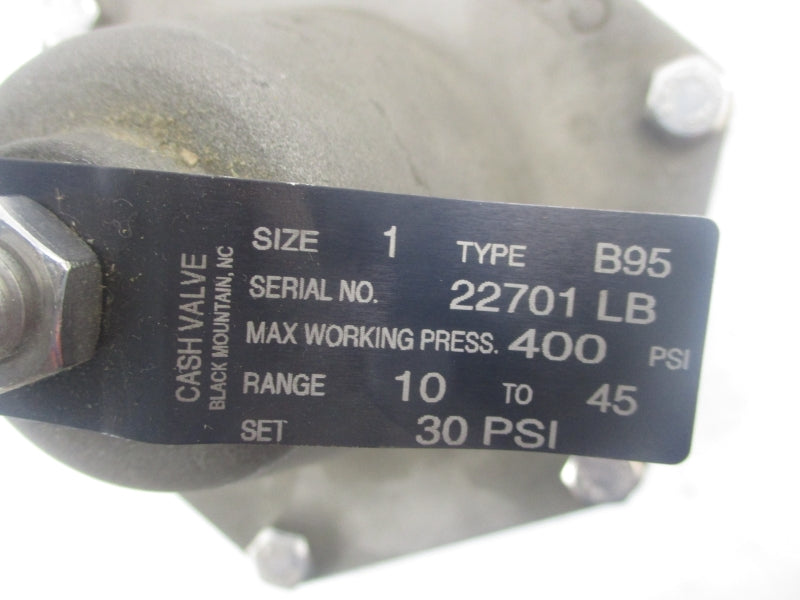 CASH VALVE
BLACK MOUNTAIN, NC
SIZE 1 TYPE B95
SERIAL NO. 22701 LB
MAX WORKING PRESS. 400 PSI
RANGE 10 TO 45
SET 30 PSI